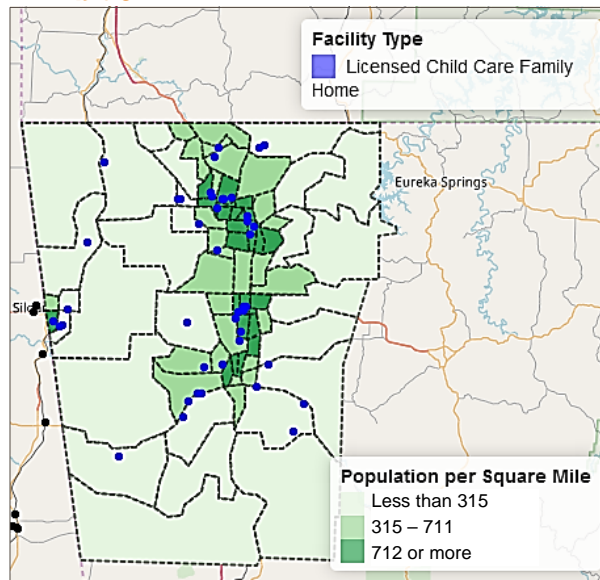 Facility Type
Licensed Child Care Family
Home
Eureka Springs
Silo
Population per Square Mile
Less than 315
315 – 711
712 or more